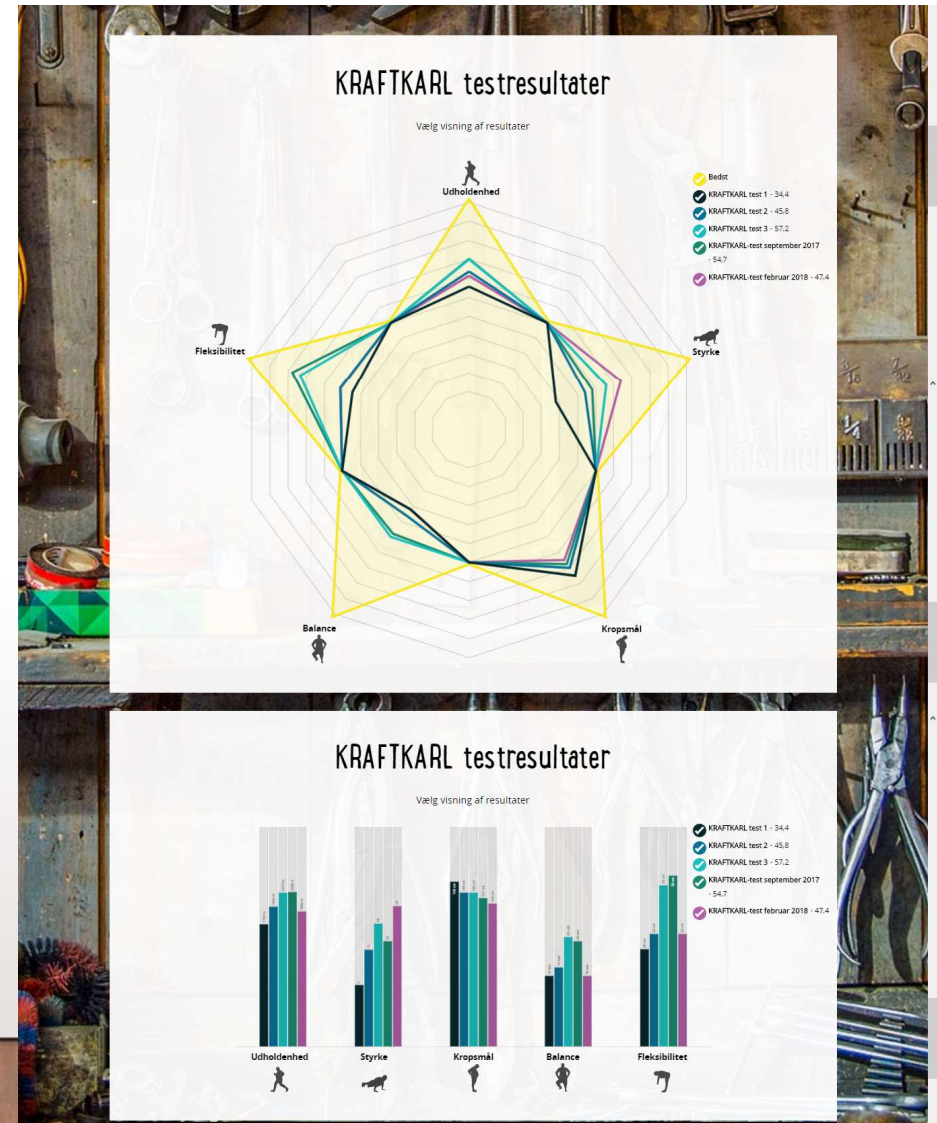 KRAFTKARL testresultater
Vælg visning af resultater
Udholdenhed
Bedst
KRAFTKARL test 1 - 34,4
KRAFTKARL test 2 - 45,8
KRAFTKARL test 3 - 57,2
KRAFTKARL-test september 2017
- 54,7
KRAFTKARL-test februar 2018 - 47,4
Fleksibilitet
Styrke
Balance
Kropsmål
KRAFTKARL testresultater
Vælg visning af resultater
KRAFTKARL test 1 - 34,4
KRAFTKARL test 2 - 45,8
KRAFTKARL test 3 - 57,2
KRAFTKARL-test september 2017
- 54,7
KRAFTKARL-test februar 2018 - 47,4
Udholdenhed
Styrke
Kropsmål
Balance
Fleksibilitet